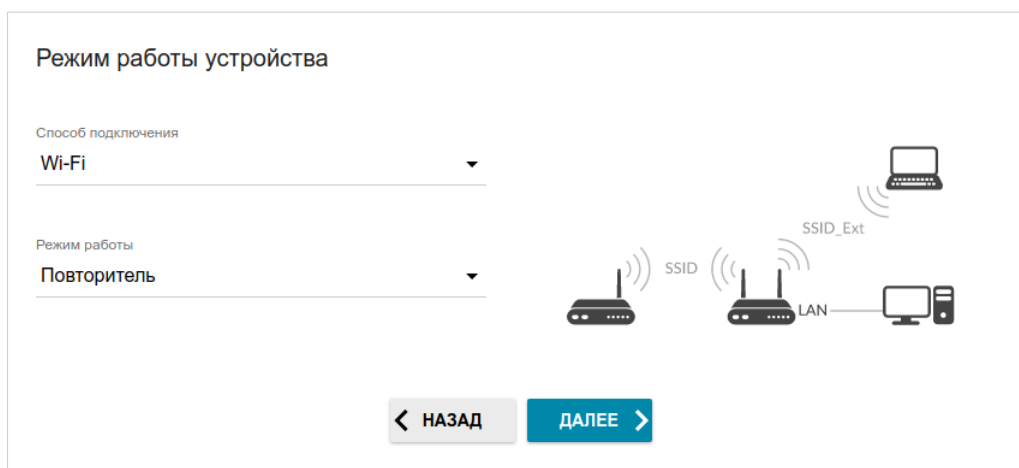 Режим работы устройства
Способ подключения
Wi-Fi
Режим работы
Повторитель
SSID
SSID_Ext
LAN
НАЗАД
ДАЛЕЕ